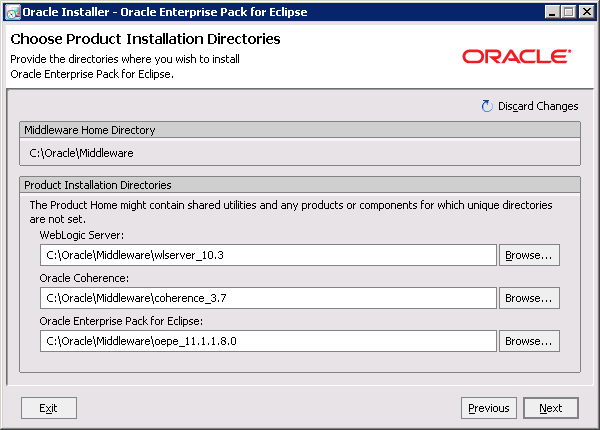 Oracle Installer - Oracle Enterprise Pack for Eclipse
Choose Product Installation Directories
Provide the directories where you wish to install
Oracle Enterprise Pack for Eclipse.
ORACLE®
Discard Changes
Middleware Home Directory
C:\Oracle\Middleware
Product Installation Directories
The Product Home might contain shared utilities and any products or components for which unique directories
are not set.
WebLogic Server:
C:\Oracle\Middleware\wlserver_10.3
Browse...
Oracle Coherence:
C:\Oracle\Middleware\coherence_3.7
Browse...
Oracle Enterprise Pack for Eclipse:
C:\Oracle\Middleware\oepe_11.1.1.8.0
Browse...
Exit
Previous
Next